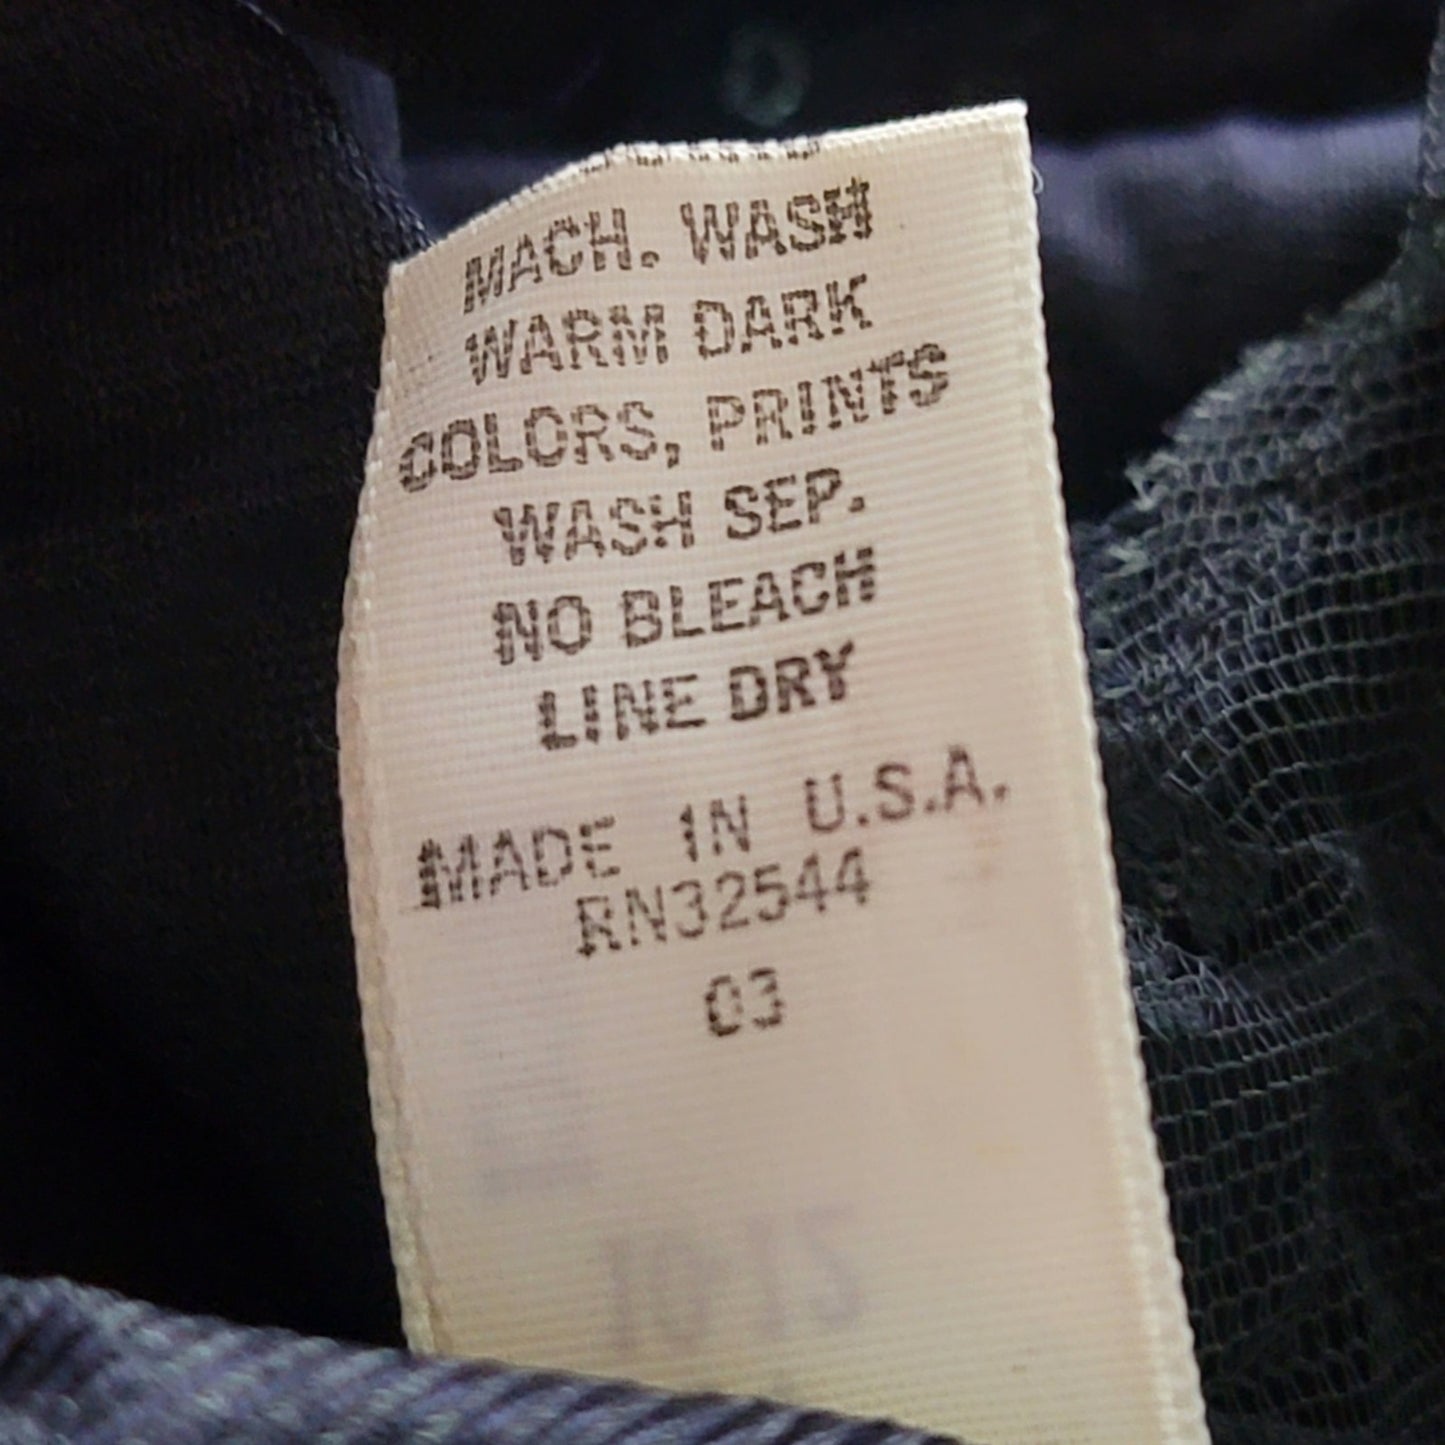 MACH. WASH
WARM DARK
COLORS, PRINTS
WASH SEP.
NO BLEACH
LINE DRY
MADE IN U.S.A.
RN32544
03